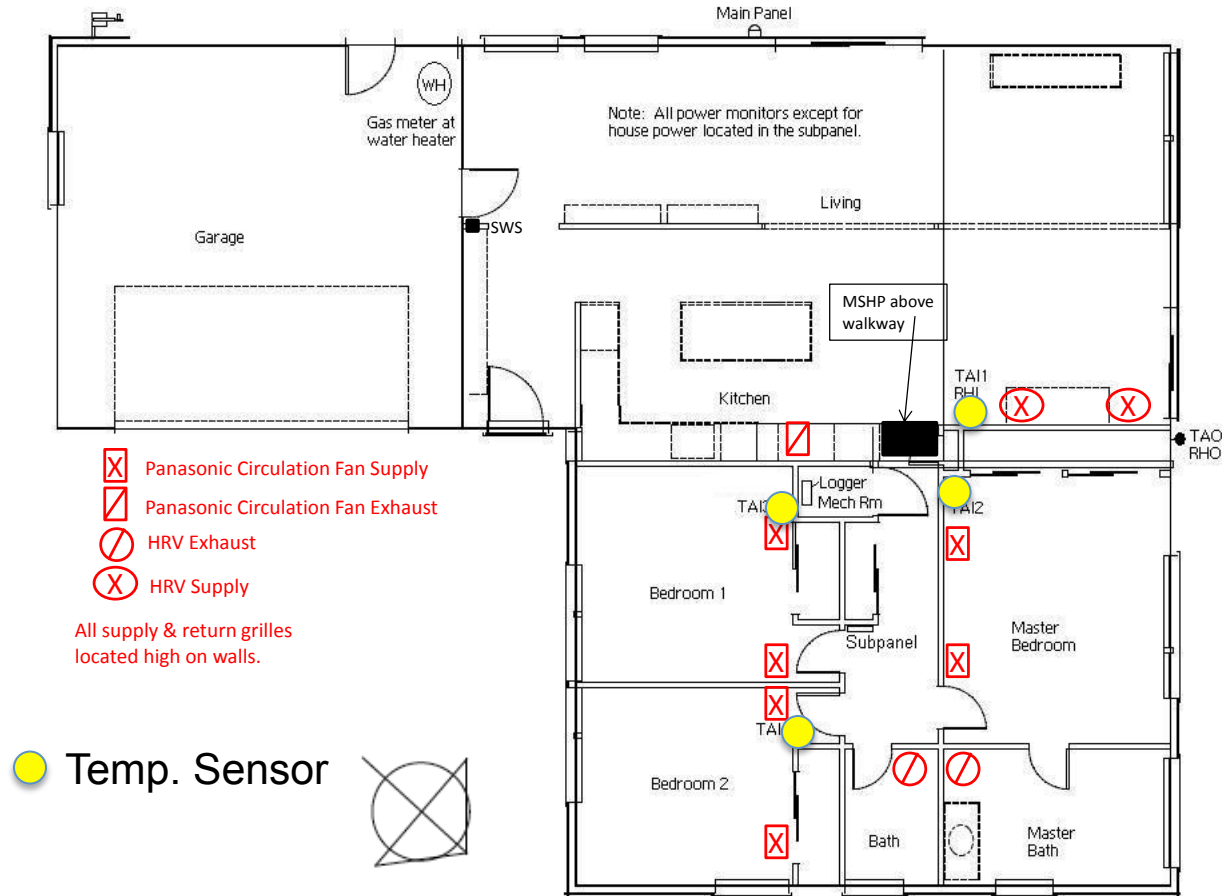 Main Panel
WH
Gas meter at
water heater
Note: All power monitors except for
house power located in the subpanel.
Living
SWS
Garage
MSHP above
walkway
TAI1
RHI
Kitchen
X
X
TAO
RHO
X Panasonic Circulation Fan Supply
Panasonic Circulation Fan Exhaust
HRV Exhaust
X HRV Supply
All supply & return grilles
located high on walls.
Logger
Mech Rm
TAI
TAI2
X
X
Bedroom 1
Subpanel
Master
Bedroom
X
X
X
TAI
Temp. Sensor
Bedroom 2
X
Bath
Master
Bath